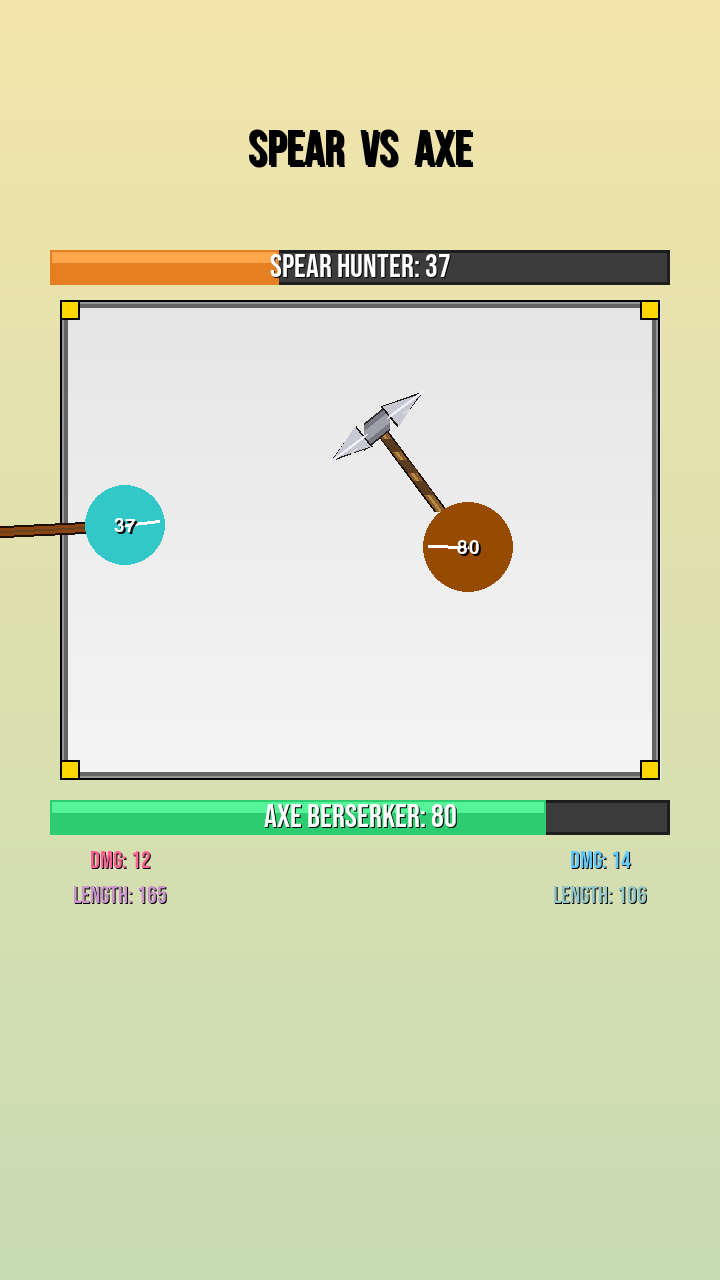 SPEAR VS AXE
SPEAR HUNTER: 37
37
80
AXE BERSERKER: 80
DMG: 12
DMG: 14
LENGTH: 165
LENGTH: 106